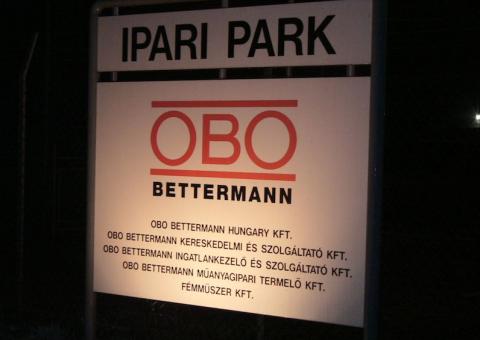 IPARI PARK
OBO
BETTERMANN
OBO BETTERMANN HUNGARY KFT.
OBO BETTERMANN KERESKEDELMI ÉS SZOLGÁLTATÓ KFT.
OBO BETTERMANN INGATLANKEZELŐ ÉS SZOLGÁLTATÓ KFT.
OBO BETTERMANN MŰANYAGIPARI TERMELŐ KFT.
FÉMMŰSZER KFT.